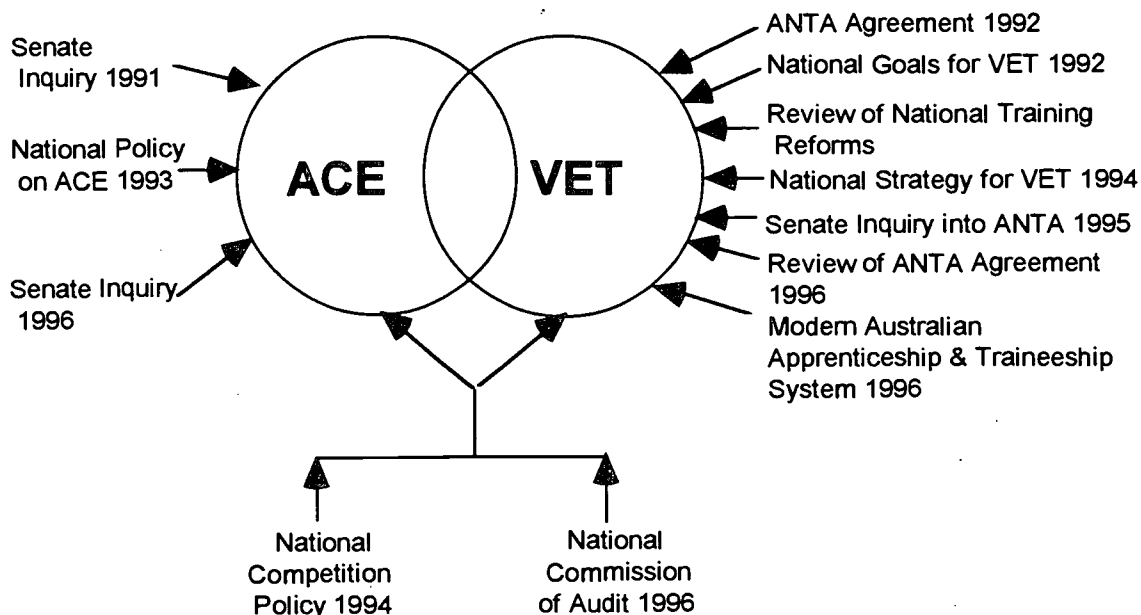 Senate
Inquiry 1991
National Policy
on ACE 1993
Senate Inquiry
1996
ACE
VET
ANTA Agreement 1992
National Goals for VET 1992
Review of National Training
Reforms
National Strategy for VET 1994
Senate Inquiry into ANTA 1995
Review of ANTA Agreement
1996
Modern Australian
Apprenticeship & Traineeship
System 1996
National
Competition
Policy 1994
National
Commission
of Audit 1996